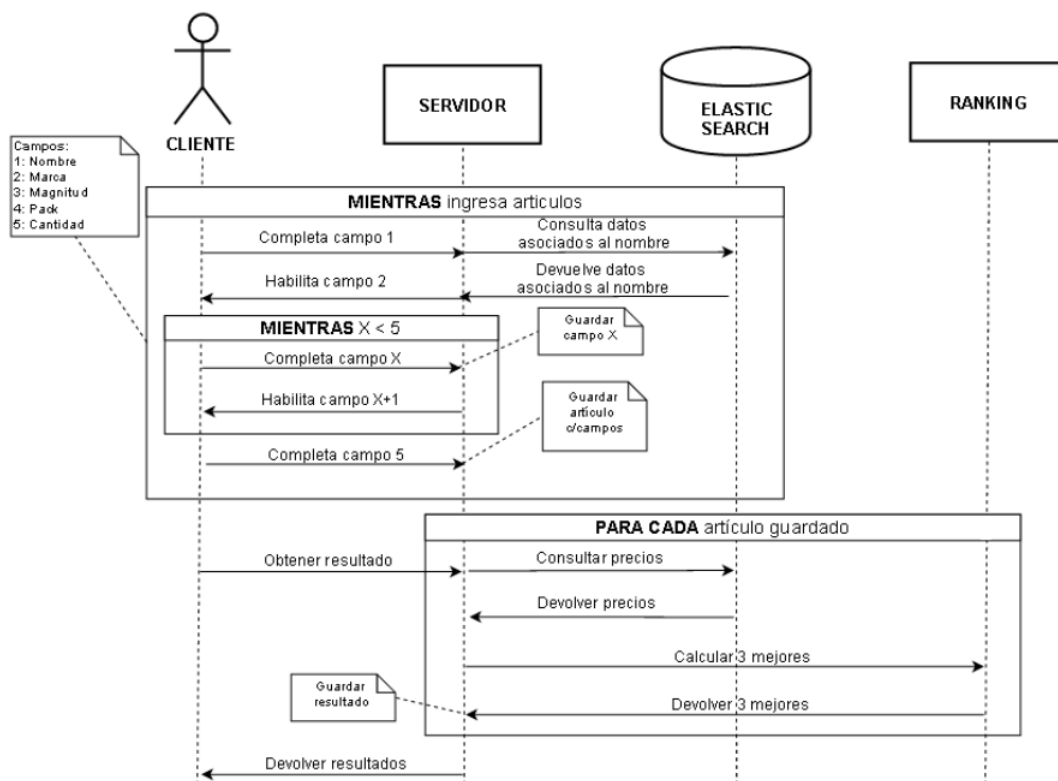 SERVIDOR
ELASTIC
SEARCH
RANKING
CLIENTE
Campos:
1: Nombre
2: Marca
3: Magnitud
4: Pack
5: Cantidad
MIENTRAS ingresa articulos
Completa campo 1
Consulta datos
asociados al nombre
Habilita campo 2
Devuelve datos
asociados al nombre
MIENTRAS X < 5
Guardar
campo X
Completa campo X
Habilita campo X+1
Guardar
artículo
c/campos
Completa campo 5
PARA CADA artículo guardado
Obtener resultado
Consultar precios
Devolver precios
Calcular 3 mejores
Guardar
resultado
Devolver 3 mejores
Devolver resultados